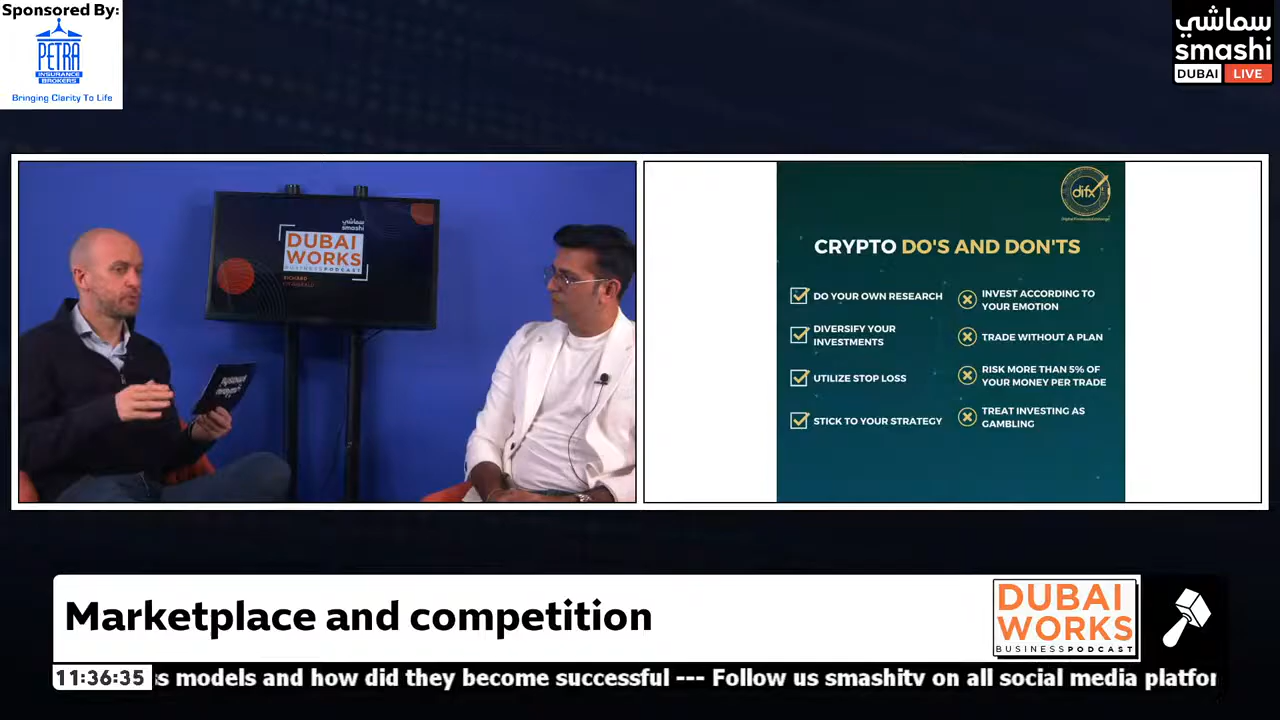 Sponsored By:
PETRA
INSURANCE
BROKERS
Bringing Clarity To Life
سماشي
smashi
DUBAI LIVE
سماشي
smashi
DUBAI
WORKS
BUSINESSPODCAST
RICHARD
difx
CRYPTO DO'S AND DON'TS
DO YOUR OWN RESEARCH
DIVERSIFY YOUR
INVESTMENTS
UTILIZE STOP LOSS
STICK TO YOUR STRATEGY
INVEST ACCORDING TO
YOUR EMOTION
TRADE WITHOUT A PLAN
RISK MORE THAN 5% OF
YOUR MONEY PER TRADE
TREAT INVESTING AS
GAMBLING
Marketplace and competition
DUBAI
WORKS
BUSINESSPODCAST
11:36:35
s models and how did they become successful --- Follow us smashitv on all social media platfor